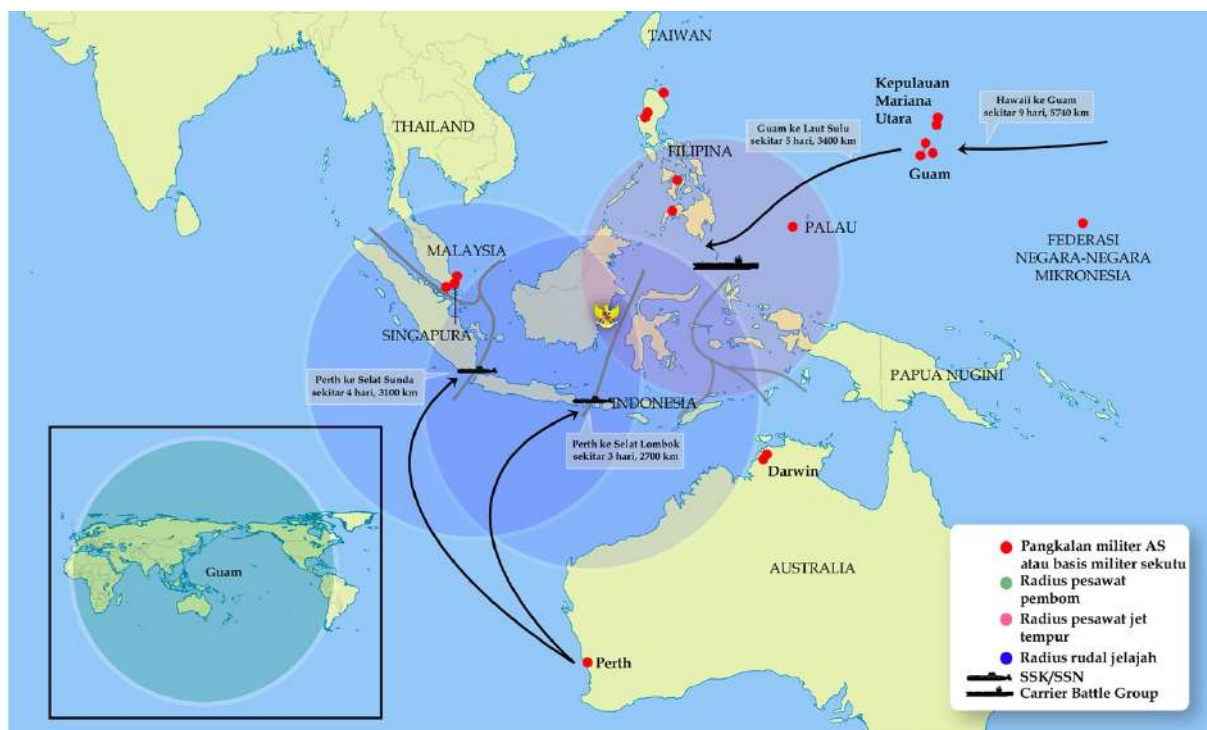 TAIWAN
Kepulauan
Mariana
Utara
Hawaii ke Guam
sekitar 9 hari, 5740 km
THAILAND
Guam ke Laut Sulu
sekitar 5 hari, 3400 km
FILIPINA
Guam
PALAU
MALAYSIA
FEDERASI
NEGARA-NEGARA
MIKRONESIA
SINGAPURA
PAPUA NUGINI
Perth ke Selat Sunda
sekitar 4 hari, 3100 km
INDONESIA
Perth ke Selat Lombok
sekitar 3 hari, 2700 km
Darwin
Guam
AUSTRALIA
Perth
Pangkalan militer AS
atau basis militer sekutu
Radius pesawat
pembom
Radius pesawat jet
tempur
Radius rudal jelajah
SSK/SSN
Carrier Battle Group